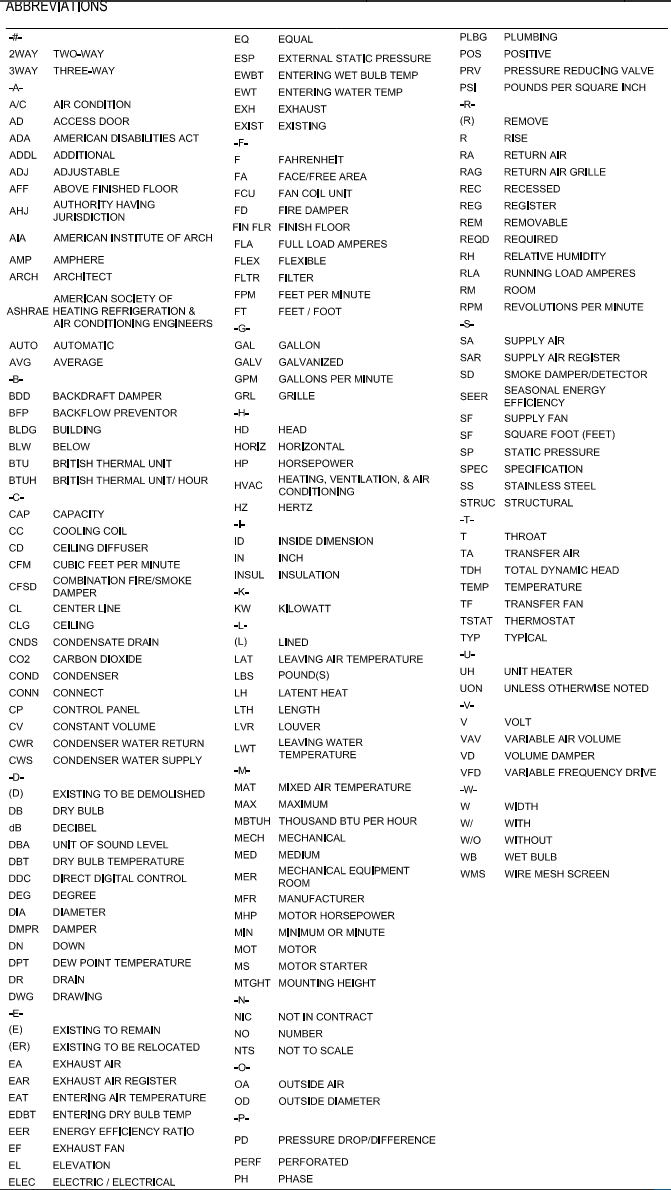 ABBREVIATIONS
-#-
2WAY TWO-WAY
3WAY THREE-WAY
-A-
A/C AIR CONDITION
AD ACCESS DOOR
ADA AMERICAN DISABILITIES ACT
ADDL ADDITIONAL
ADJ ADJUSTABLE
AFF ABOVE FINISHED FLOOR
AHJ AUTHORITY HAVING
JURISDICTION
AIA AMERICAN INSTITUTE OF ARCH
AMP AMPHERE
ARCH ARCHITECT
AMERICAN SOCIETY OF
ASHRAE HEATING REFRIGERATION &
AIR CONDITIONING ENGINEERS
AUTO AUTOMATIC
AVG AVERAGE
-B-
BDD BACKDRAFT DAMPER
BFP BACKFLOW PREVENTOR
BLDG BUILDING
BLW BELOW
BTU BRITISH THERMAL UNIT
BTUH BRITISH THERMAL UNIT/ HOUR
-C-
CAP CAPACITY
CC COOLING COIL
CD CEILING DIFFUSER
CFM CUBIC FEET PER MINUTE
CFSD COMBINATION FIRE/SMOKE
DAMPER
CL CENTER LINE
CLG CEILING
CNDS CONDENSATE DRAIN
CO2 CARBON DIOXIDE
COND CONDENSER
CONN CONNECT
CP CONTROL PANEL
CV CONSTANT VOLUME
CWR CONDENSER WATER RETURN
CWS CONDENSER WATER SUPPLY
-D-
(D) EXISTING TO BE DEMOLISHED
DB DRY BULB
dB DECIBEL
DBA UNIT OF SOUND LEVEL
DBT DRY BULB TEMPERATURE
DDC DIRECT DIGITAL CONTROL
DEG DEGREE
DIA DIAMETER
DMPR DAMPER
DN DOWN
DPT DEW POINT TEMPERATURE
DR DRAIN
DWG DRAWING
-E-
(E) EXISTING TO REMAIN
(ER) EXISTING TO BE RELOCATED
EA EXHAUST AIR
EAR EXHAUST AIR REGISTER
EAT ENTERING AIR TEMPERATURE
EDBT ENTERING DRY BULB TEMP
EER ENERGY EFFICIENCY RATIO
EF EXHAUST FAN
EL ELEVATION
ELEC ELECTRIC / ELECTRICAL
EQ EQUAL
ESP EXTERNAL STATIC PRESSURE
EWBT ENTERING WET BULB TEMP
EWT ENTERING WATER TEMP
EXH EXHAUST
EXIST EXISTING
-F-
F FAHRENHEIT
FA FACE/FREE AREA
FCU FAN COIL UNIT
FD FIRE DAMPER
FIN FLR FINISH FLOOR
FLA FULL LOAD AMPERES
FLEX FLEXIBLE
FLTR FILTER
FPM FEET PER MINUTE
FT FEET / FOOT
-G-
GAL GALLON
GALV GALVANIZED
GPM GALLONS PER MINUTE
GRL GRILLE
-H-
HD HEAD
HORIZ HORIZONTAL
HP HORSEPOWER
HVAC HEATING, VENTILATION, & AIR
CONDITIONING
HZ HERTZ
-I-
ID INSIDE DIMENSION
IN INCH
INSUL INSULATION
-K-
KW KILOWATT
-L-
(L) LINED
LAT LEAVING AIR TEMPERATURE
LBS POUND(S)
LH LATENT HEAT
LTH LENGTH
LVR LOUVER
LWT LEAVING WATER
TEMPERATURE
-M-
MAT MIXED AIR TEMPERATURE
MAX MAXIMUM
MBTUH THOUSAND BTU PER HOUR
MECH MECHANICAL
MED MEDIUM
MER MECHANICAL EQUIPMENT
ROOM
MFR MANUFACTURER
MHP MOTOR HORSEPOWER
MIN MINIMUM OR MINUTE
MOT MOTOR
MS MOTOR STARTER
MTGHT MOUNTING HEIGHT
-N-
NIC NOT IN CONTRACT
NO NUMBER
NTS NOT TO SCALE
-O-
OA OUTSIDE AIR
OD OUTSIDE DIAMETER
-P-
PD PRESSURE DROP/DIFFERENCE
PERF PERFORATED
PH PHASE
PLBG PLUMBING
POS POSITIVE
PRV PRESSURE REDUCING VALVE
PSI POUNDS PER SQUARE INCH
-R-
(R) REMOVE
R RISE
RA RETURN AIR
RAG RETURN AIR GRILLE
REC RECESSED
REG REGISTER
REM REMOVABLE
REQD REQUIRED
RH RELATIVE HUMIDITY
RLA RUNNING LOAD AMPERES
RM ROOM
RPM REVOLUTIONS PER MINUTE
-S-
SA SUPPLY AIR
SAR SUPPLY AIR REGISTER
SD SMOKE DAMPER/DETECTOR
SEER SEASONAL ENERGY
EFFICIENCY
SF SUPPLY FAN
SF SQUARE FOOT (FEET)
SP STATIC PRESSURE
SPEC SPECIFICATION
SS STAINLESS STEEL
STRUC STRUCTURAL
-T-
T THROAT
TA TRANSFER AIR
TDH TOTAL DYNAMIC HEAD
TEMP TEMPERATURE
TF TRANSFER FAN
TSTAT THERMOSTAT
TYP TYPICAL
-U-
UH UNIT HEATER
UON UNLESS OTHERWISE NOTED
-V-
V VOLT
VAV VARIABLE AIR VOLUME
VD VOLUME DAMPER
VFD VARIABLE FREQUENCY DRIVE
-W-
W WIDTH
W/ WITH
W/O WITHOUT
WB WET BULB
WMS WIRE MESH SCREEN